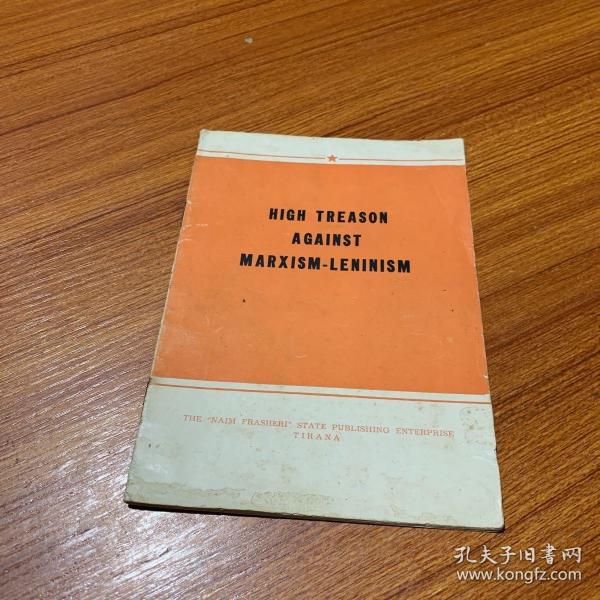 HIGH TREASON
AGAINST
MARXISM-LENINISM
THE "NAIM FRASHERI" STATE PUBLISHING ENTERPRISE
TIRANA
孔夫子旧书网
www.kongfz.com